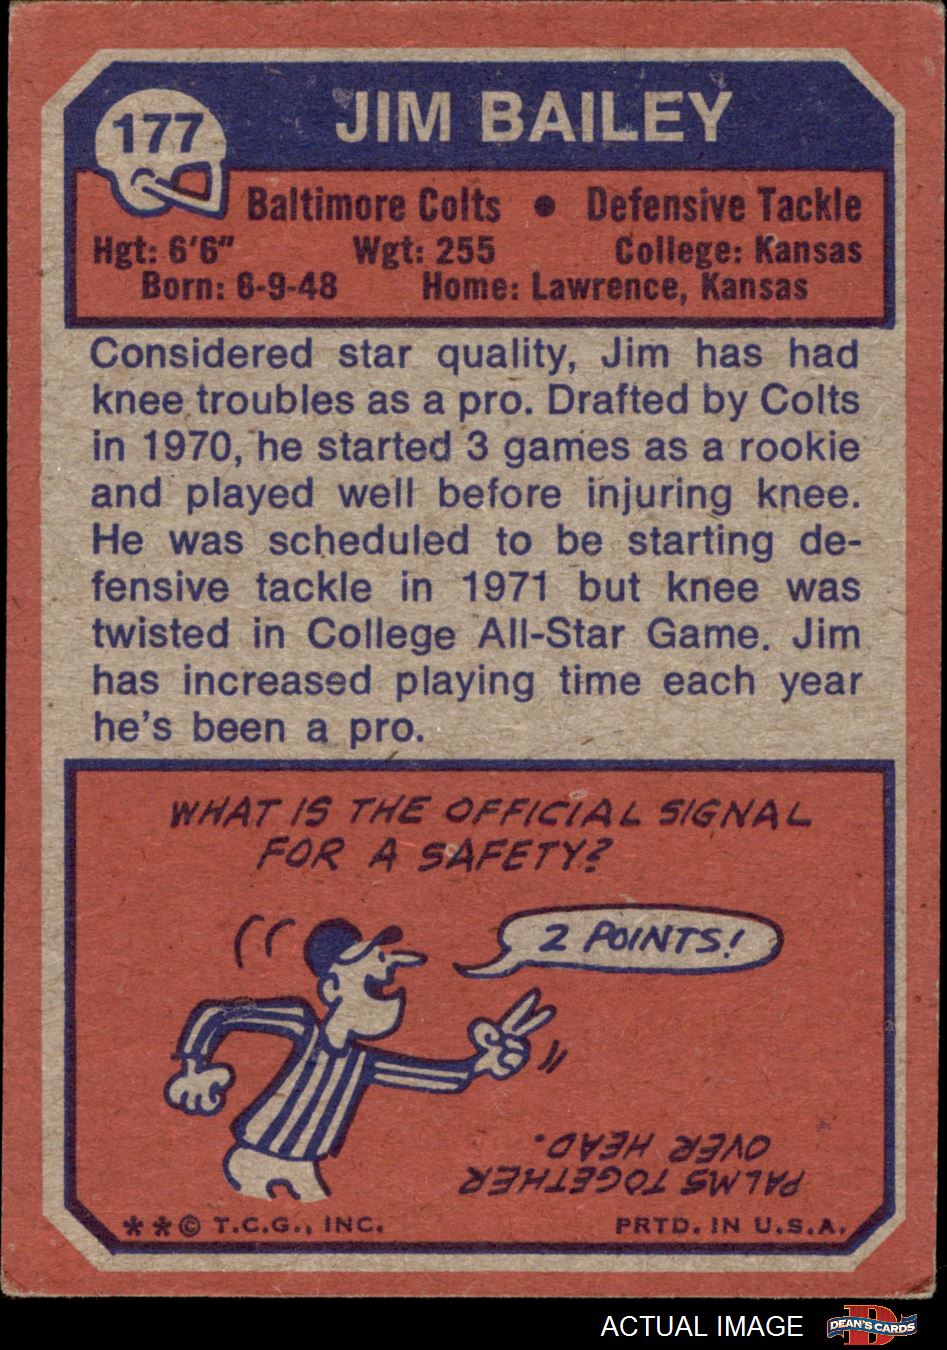 177
JIM BAILEY
Baltimore Colts • Defensive Tackle
Hgt: 6'6" Wgt: 255 College: Kansas
Born: 6-9-48 Home: Lawrence, Kansas
Considered star quality, Jim has had
knee troubles as a pro. Drafted by Colts
in 1970, he started 3 games as a rookie
and played well before injuring knee.
He was scheduled to be starting de-
fensive tackle in 1971 but knee was
twisted in College All-Star Game. Jim
has increased playing time each year
he's been a pro.
WHAT IS THE OFFICIAL SIGNAL
FOR A SAFETY?
2 POINTS!
PALMS TOGETHER
OVER HEAD.
**© T.C.G., INC. PRTD. IN U.S.A.
ACTUAL IMAGE
DEAN'S CARDS